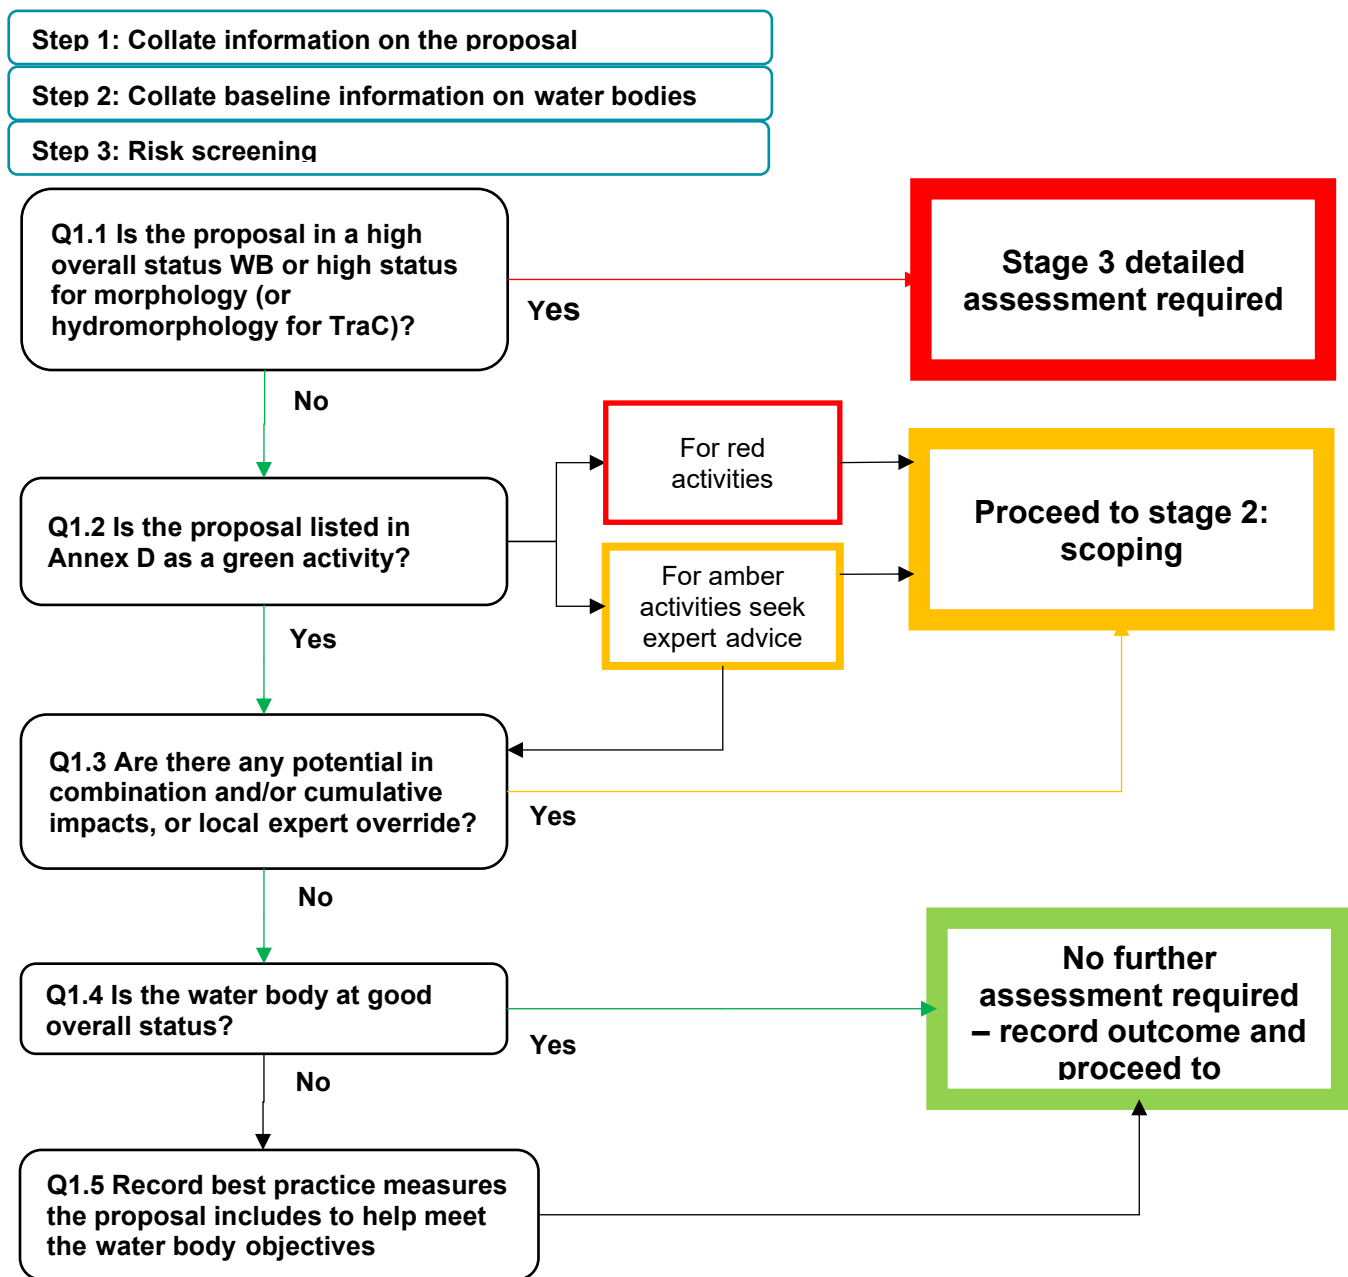 Step 1: Collate information on the proposal
Step 2: Collate baseline information on water bodies
Step 3: Risk screening
Q1.1 Is the proposal in a high
overall status WB or high status
for morphology (or
hydromorphology for TraC)?
Yes
Stage 3 detailed
assessment required
No
For red
activities
Q1.2 Is the proposal listed in
Annex D as a green activity?
For amber
activities seek
expert advice
Proceed to stage 2:
scoping
Yes
Q1.3 Are there any potential in
combination and/or cumulative
impacts, or local expert override?
Yes
No
Q1.4 Is the water body at good
overall status?
Yes
No further
assessment required
– record outcome and
proceed to
No
Q1.5 Record best practice measures
the proposal includes to help meet
the water body objectives